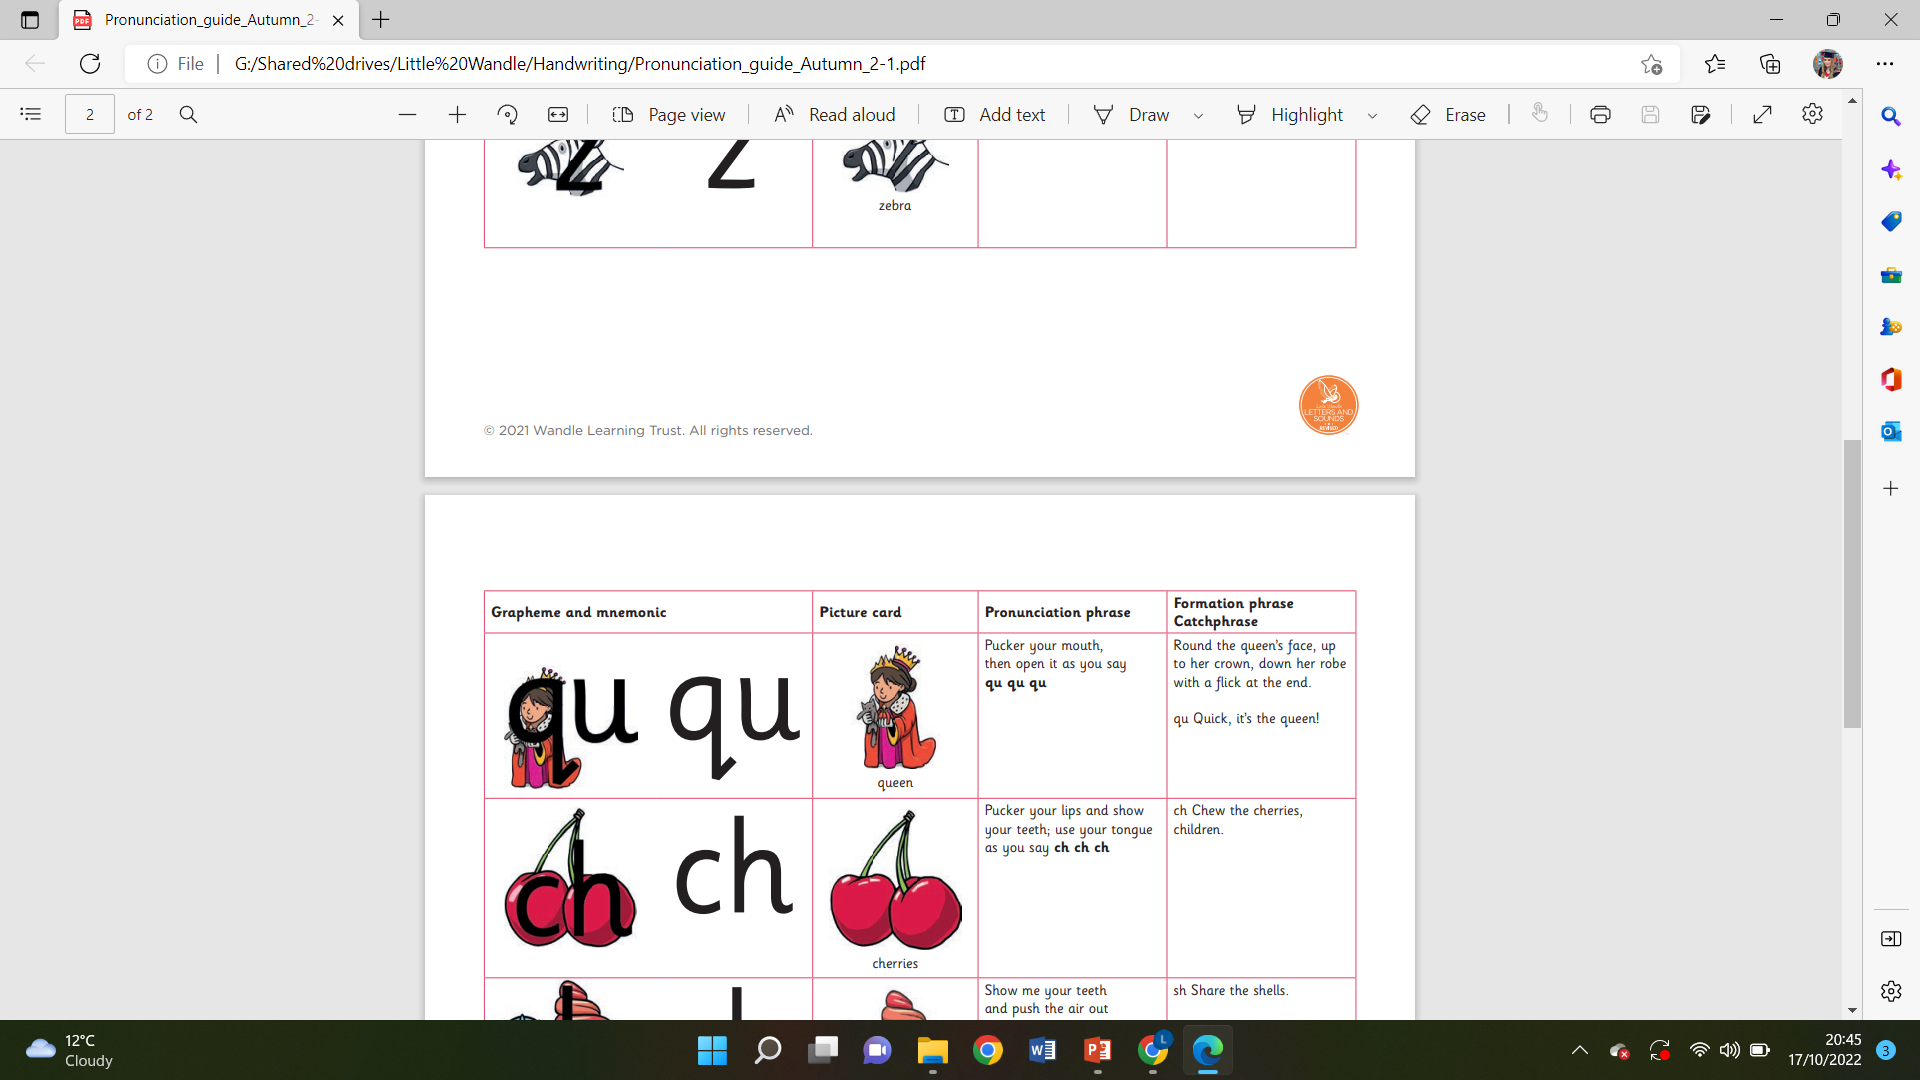 Pronunciation_guide_Autumn_2-
File
G:/Shared%20drives/Little%20Wandle/Handwriting/Pronunciation_guide_Autumn_2-1.pdf
2 of 2
Page view
Read aloud
Add text
Draw
Highlight
Erase
z z
zebra
© 2021 Wandle Learning Trust. All rights reserved.
LETTERS AND
SOUNDS
REVISED
Grapheme and mnemonic
Picture card
Pronunciation phrase
Formation phrase
Catchphrase
qu qu
queen
Pucker your mouth,
then open it as you say
qu qu qu
Round the queen's face, up
to her crown, down her robe
with a flick at the end.
qu Quick, it's the queen!
ch ch
cherries
Pucker your lips and show
your teeth; use your tongue
as you say ch ch ch
ch Chew the cherries,
children.
Show me your teeth
and push the air out
sh Share the shells.
12°C
Cloudy
20:45
17/10/2022
3